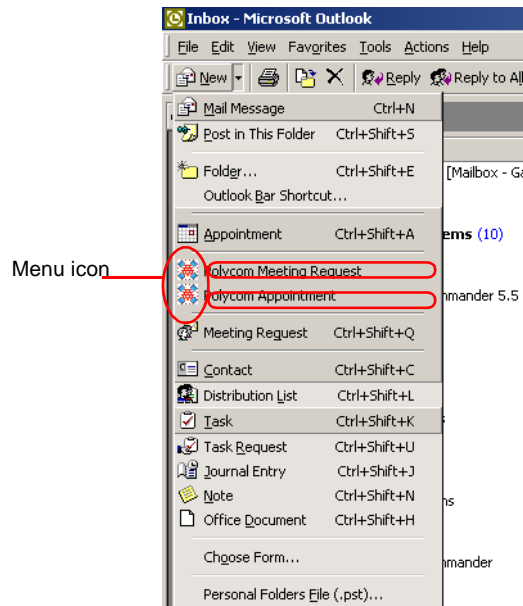 Inbox - Microsoft Outlook
File Edit View Favorites Tools Actions Help
New Reply Reply to All
Mail Message Ctrl+N
Post in This Folder Ctrl+Shift+S
Folder... Ctrl+Shift+E [Mailbox - Ga
Outlook Bar Shortcut...
Appointment Ctrl+Shift+A ems (10)
Menu icon
Polycom Meeting Request
Polycom Appointment mmander 5.5
Meeting Request Ctrl+Shift+Q
Contact Ctrl+Shift+C
Distribution List Ctrl+Shift+L
Task Ctrl+Shift+K
Task Request Ctrl+Shift+U
Journal Entry Ctrl+Shift+J
Note Ctrl+Shift+N ns
Office Document Ctrl+Shift+H
Choose Form... mmander
Personal Folders File (.pst)...